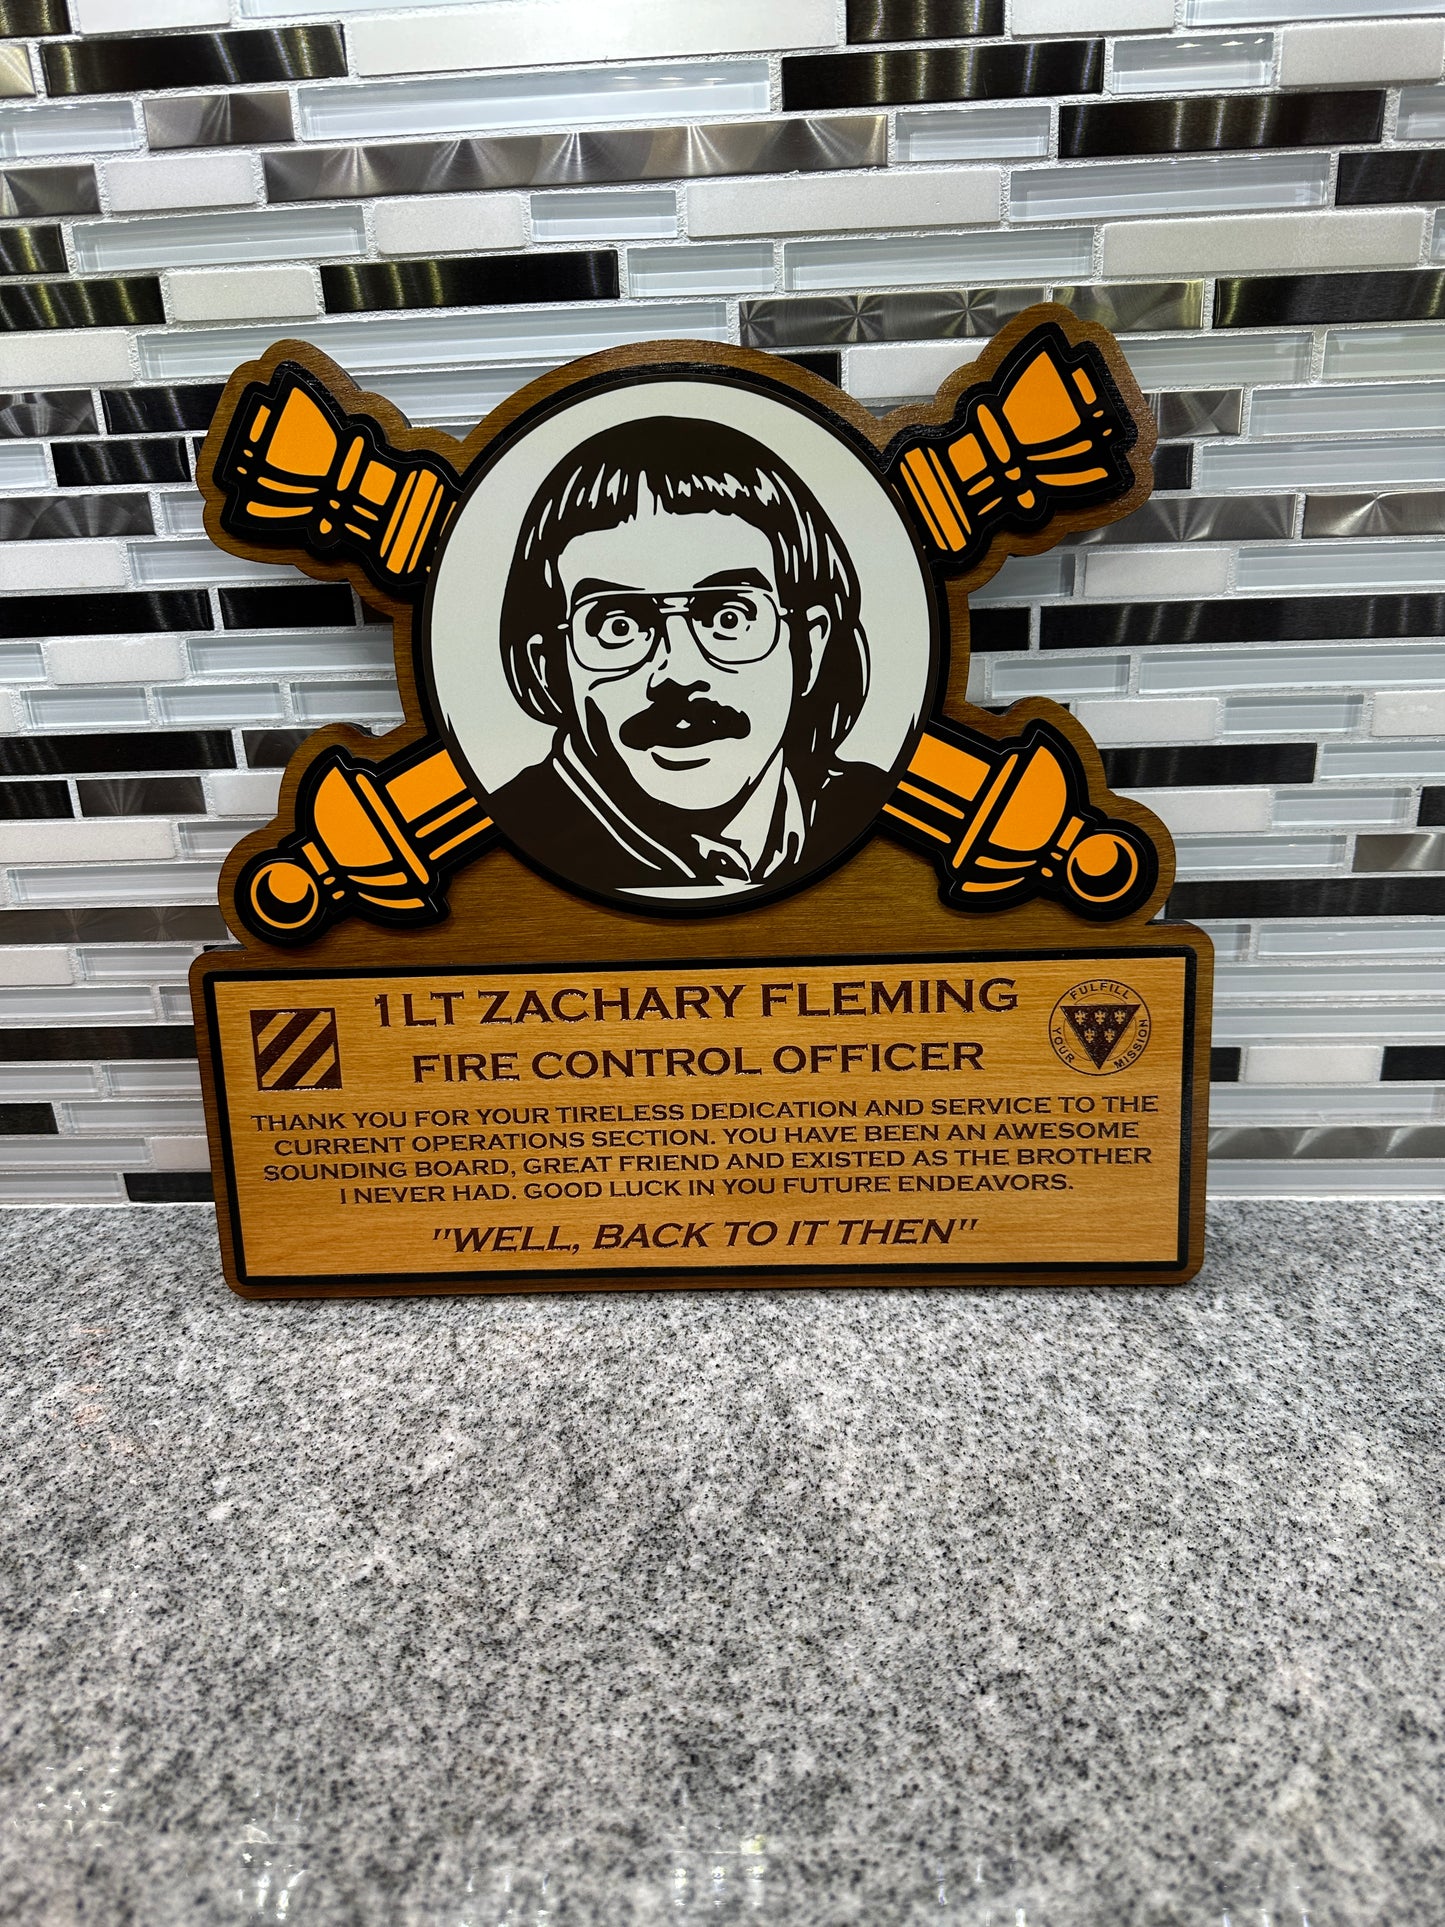 1LT ZACHARY FLEMING
FIRE CONTROL OFFICER
FULFILL YOUR MISSION
THANK YOU FOR YOUR TIRELESS DEDICATION AND SERVICE TO THE
CURRENT OPERATIONS SECTION. YOU HAVE BEEN AN AWESOME
SOUNDING BOARD, GREAT FRIEND AND EXISTED AS THE BROTHER
I NEVER HAD. GOOD LUCK IN YOU FUTURE ENDEAVORS.
"WELL, BACK TO IT THEN"